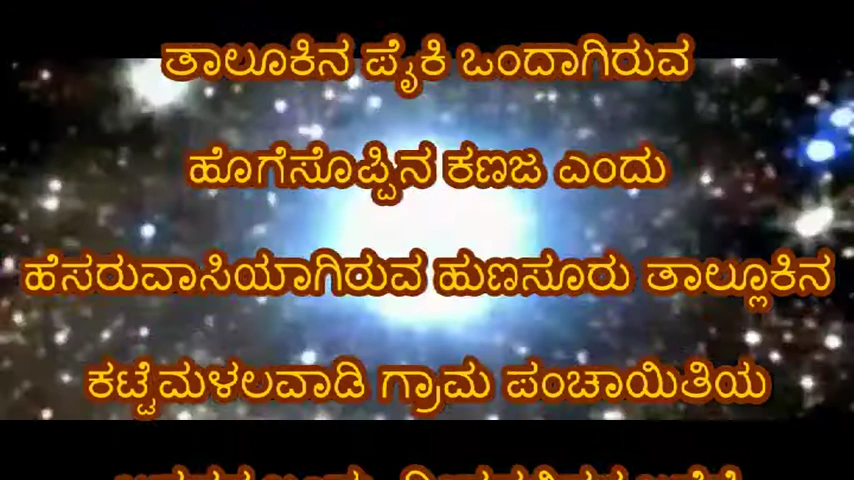 ತಾಲೂಕಿನ ಪೈಕಿ ಒಂದಾಗಿರುವ
ಹೊಗೆಸೊಪ್ಪಿನ ಕಣಜ ಎಂದು
ಹೆಸರುವಾಸಿಯಾಗಿರುವ ಹುಣಸೂರು ತಾಲ್ಲೂಕಿನ
ಕಟ್ಟೆಮಳಲವಾಡಿ ಗ್ರಾಮ ಪಂಚಾಯಿತಿಯ